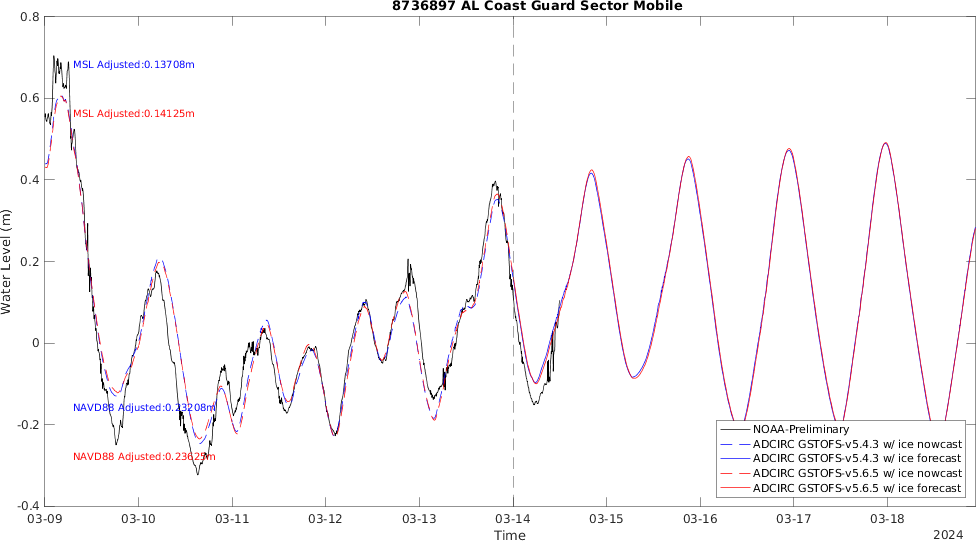 8736897 AL Coast Guard Sector Mobile
0.8
MSL Adjusted:0.13708m
0.6
MSL Adjusted:0.14125m
0.4
Water Level (m)
0.2
0
NAVD88 Adjusted:0.23208m
-0.2
NAVD88 Adjusted:0.23625m
-0.4
NOAA-Preliminary
ADCIRC GSTOFS-v5.4.3 w/ ice nowcast
ADCIRC GSTOFS-v5.4.3 w/ ice forecast
ADCIRC GSTOFS-v5.6.5 w/ ice nowcast
ADCIRC GSTOFS-v5.6.5 w/ ice forecast
03-09 03-10 03-11 03-12 03-13 03-14 03-15 03-16 03-17 03-18
Time
2024